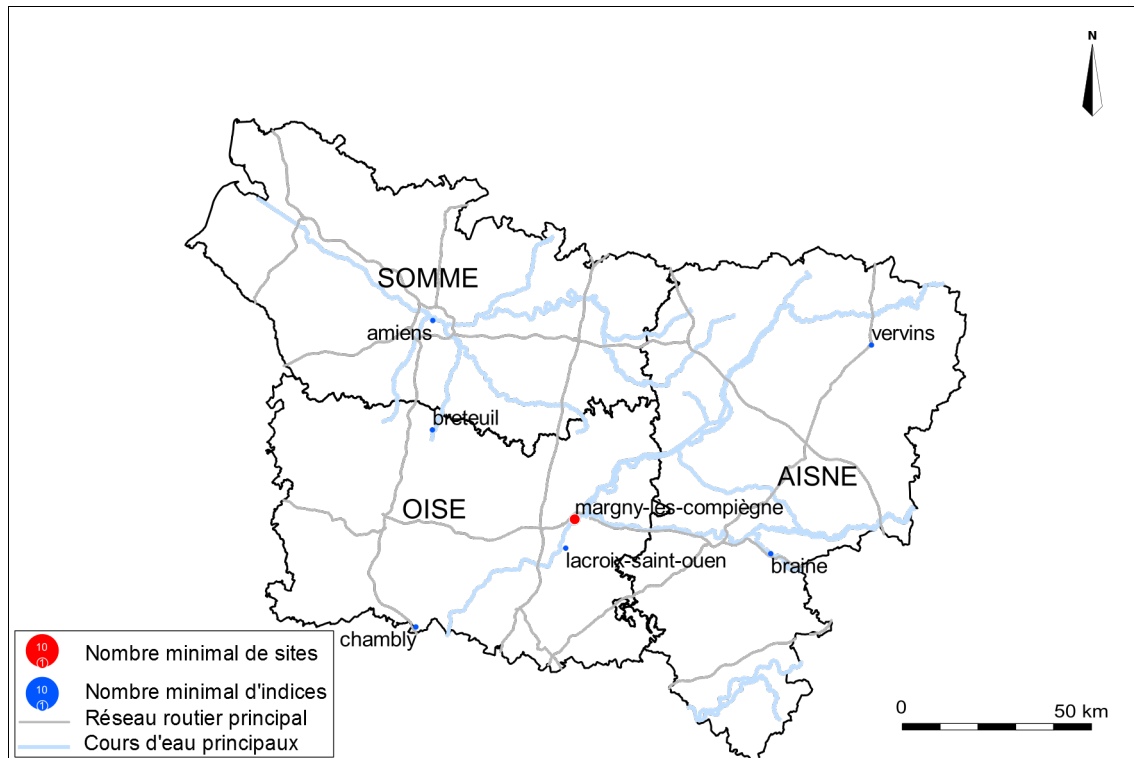 N
SOMME
amiens
vervins
breteuil
AISNE
OISE
margny-lès-compiègne
lacroix-saint-ouen
braine
chambly
10
1
Nombre minimal de sites
10
1
Nombre minimal d'indices
Réseau routier principal
Cours d'eau principaux
0
50 km